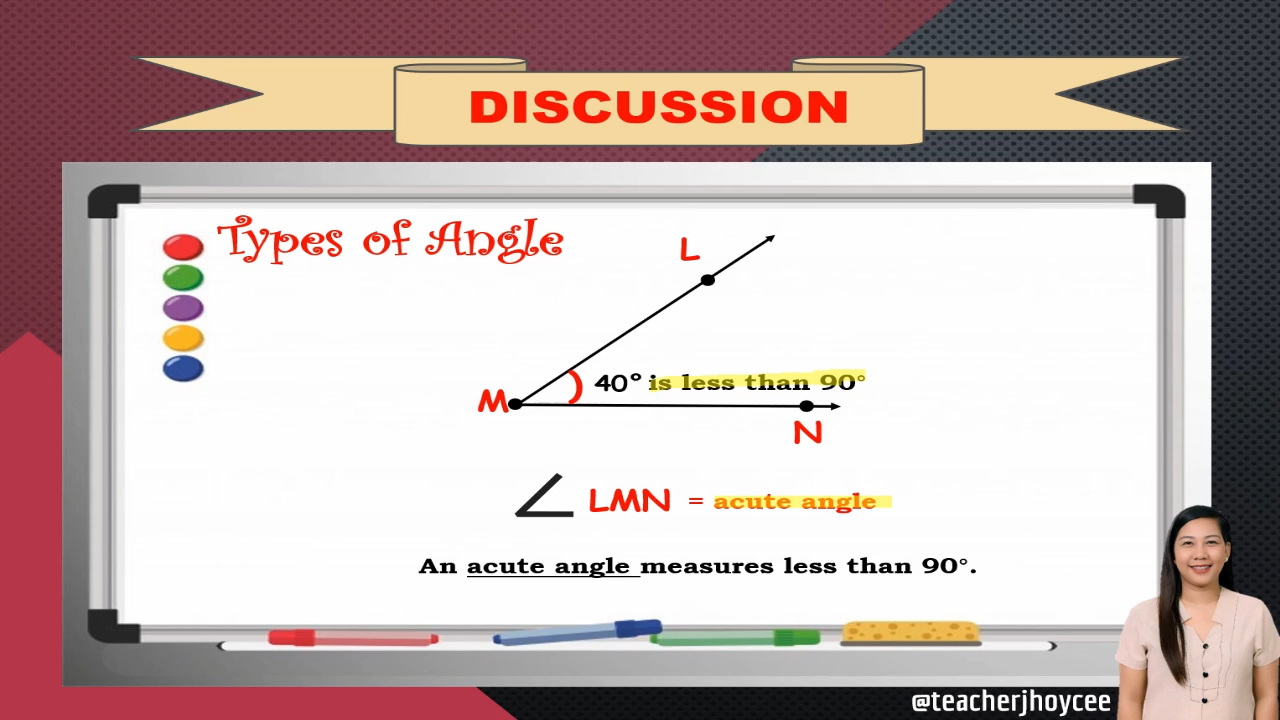 DISCUSSION
Types of Angle
L
40° is less than 90°
M
N
∠ LMN = acute angle
An acute angle measures less than 90°.
@teacherjhoycee